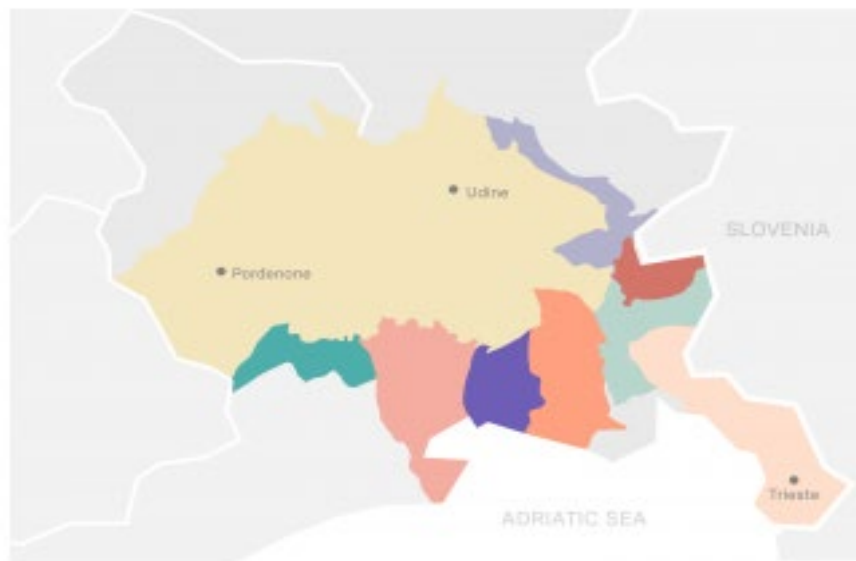 Udine
SLOVENIA
Pordenone
Trieste
ADRIATIC SEA